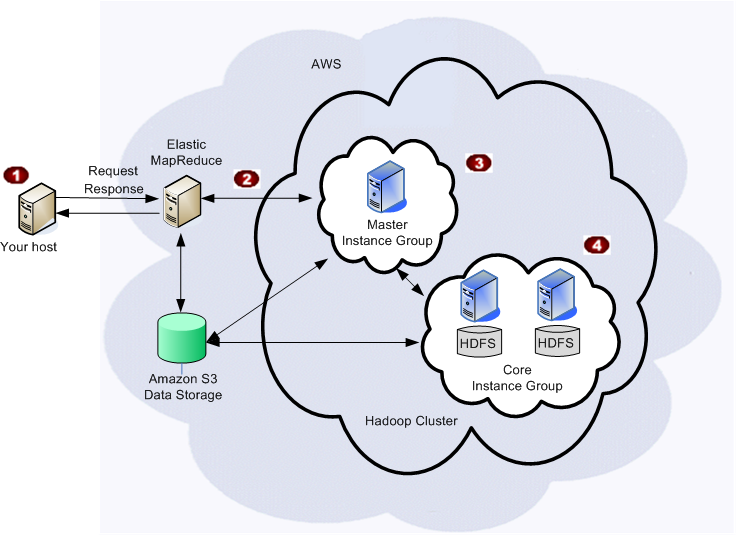 AWS
Elastic
MapReduce
1
Request
Response
2
3
Your host
Master
Instance Group
4
HDFS
HDFS
Amazon S3
Data Storage
Core
Instance Group
Hadoop Cluster